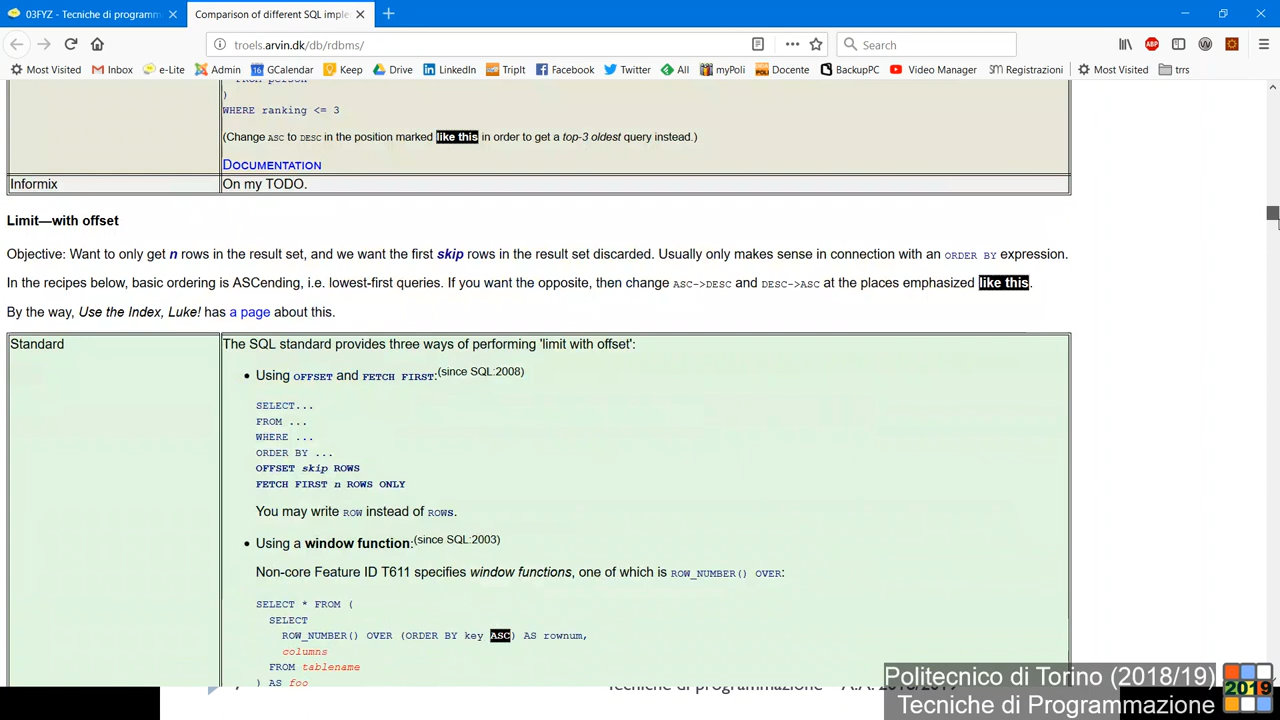 03FYZ - Tecniche di programm
Comparison of different SQL imple
troels.arvin.dk/db/rdbms/
Search
Most Visited
Inbox
e-Lite
Admin
GCalendar
Keep
Drive
LinkedIn
TripIt
Facebook
Twitter
All
myPoli
Docente
BackupPC
Video Manager
Registrazioni
Most Visited
trrs
)
WHERE ranking <= 3
(Change ASC to DESC in the position marked like this in order to get a top-3 oldest query instead.)
DOCUMENTATION
Informix
On my TODO.
Limit—with offset
Objective: Want to only get n rows in the result set, and we want the first skip rows in the result set discarded. Usually only makes sense in connection with an ORDER BY expression.
In the recipes below, basic ordering is ASCending, i.e. lowest-first queries. If you want the opposite, then change ASC->DESC and DESC->ASC at the places emphasized like this.
By the way, Use the Index, Luke! has a page about this.
Standard
The SQL standard provides three ways of performing 'limit with offset':
• Using OFFSET and FETCH FIRST:(since SQL:2008)
SELECT...
FROM ...
WHERE ...
ORDER BY ...
OFFSET skip ROWS
FETCH FIRST n ROWS ONLY
You may write ROW instead of ROWS.
• Using a window function:(since SQL:2003)
Non-core Feature ID T611 specifies window functions, one of which is ROW_NUMBER() OVER:
SELECT * FROM (
SELECT
ROW_NUMBER() OVER (ORDER BY key ASC) AS rownum,
columns
FROM tablename
) AS foo
Politecnico di Torino (2018/19)
Tecniche di Programmazione
2019